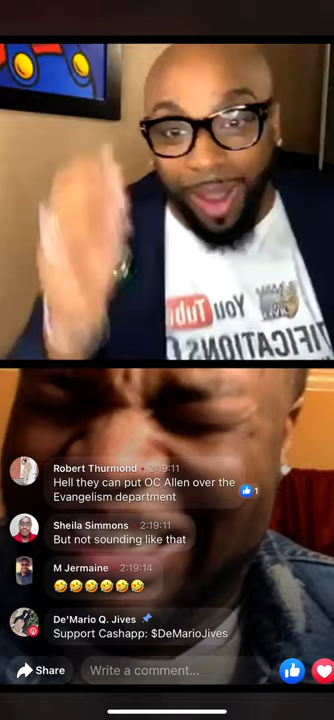 You Tube
TIFICATIONS
Robert Thurmond • 2:19:11
Hell they can put OC Allen over the
Evangelism department
1
Sheila Simmons • 2:19:11
But not sounding like that
M Jermaine • 2:19:14
🤣🤣🤣🤣🤣🤣
De'Mario Q. Jives
Support Cashapp: $DeMarioJives
Share
Write a comment...